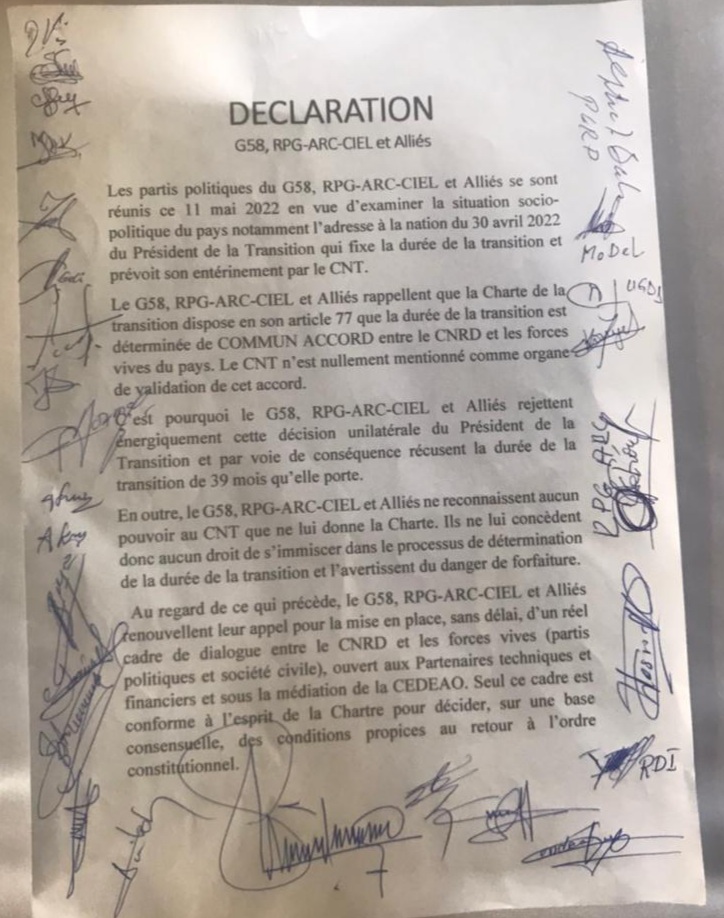 DECLARATION
G58, RPG-ARC-CIEL et Alliés
Les partis politiques du G58, RPG-ARC-CIEL et Alliés se sont
réunis ce 11 mai 2022 en vue d'examiner la situation socio-
politique du pays notamment l'adresse à la nation du 30 avril 2022
du Président de la Transition qui fixe la durée de la transition et
prévoit son entérinement par le CNT.
Le G58, RPG-ARC-CIEL et Alliés rappellent que la Charte de la
transition dispose en son article 77 que la durée de la transition est
déterminée de COMMUN ACCORD entre le CNRD et les forces
vives du pays. Le CNT n'est nullement mentionné comme organe
de validation de cet accord.
C'est pourquoi le G58, RPG-ARC-CIEL et Alliés rejettent
énergiquement cette décision unilatérale du Président de la
Transition et par voie de conséquence récusent la durée de la
transition de 39 mois qu'elle porte.
En outre, le G58, RPG-ARC-CIEL et Alliés ne reconnaissent aucun
pouvoir au CNT que ne lui donne la Charte. Ils ne lui concèdent
donc aucun droit de s'immiscer dans le processus de détermination
de la durée de la transition et l'avertissent du danger de forfaiture.
Au regard de ce qui précède, le G58, RPG-ARC-CIEL et Alliés
renouvellent leur appel pour la mise en place, sans délai, d'un réel
cadre de dialogue entre le CNRD et les forces vives (partis
politiques et société civile), ouvert aux Partenaires techniques et
financiers et sous la médiation de la CEDEAO. Seul ce cadre est
conforme à l'esprit de la Chartre pour décider, sur une base
consensuelle, des conditions propices au retour à l'ordre
constitutionnel.
PGRP
MoDeL
UGDS
RDI